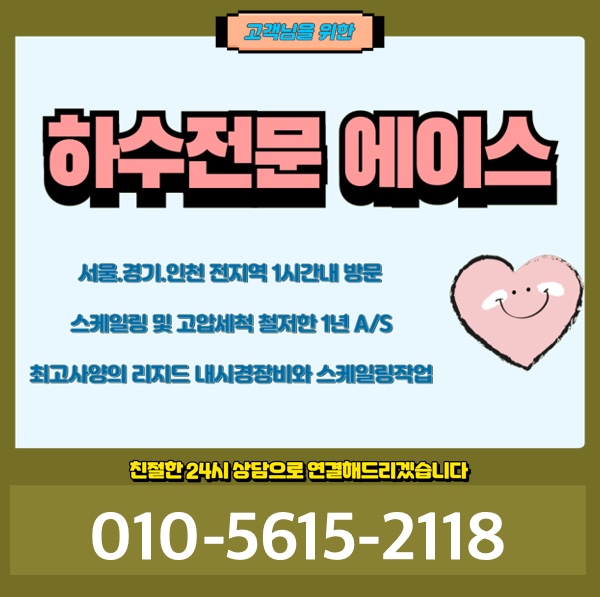 고객님을 위한
하수전문 에이스
서울.경기.인천 전지역 1시간내 방문
스케일링 및 고압세척 철저한 1년 A/S
최고사양의 리지드 내시경장비와 스케일링작업
친절한 24시 상담으로 연결해드리겠습니다
010-5615-2118